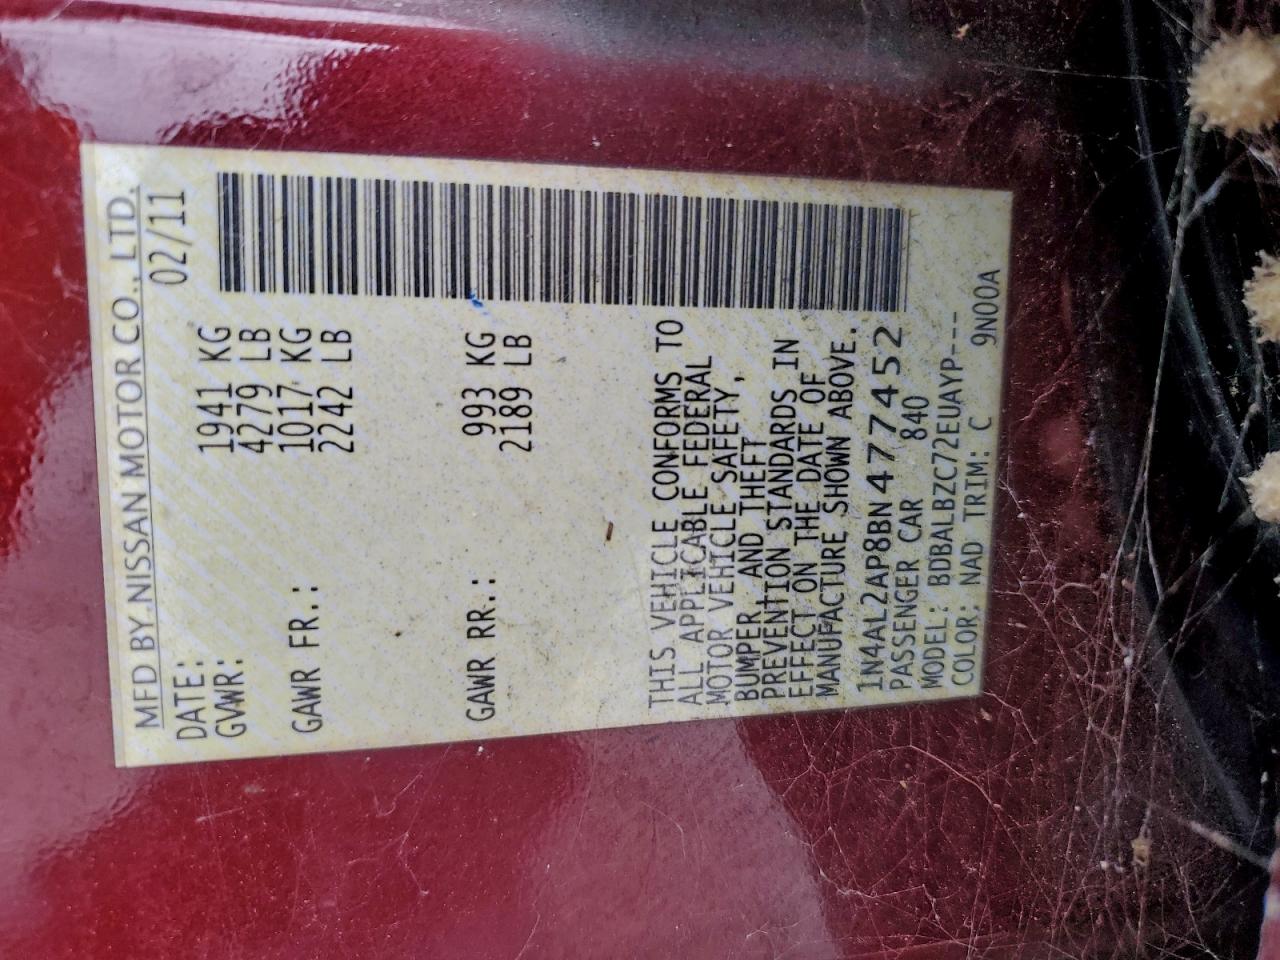 MFD BY NISSAN MOTOR CO., LTD.
DATE: 02/11
GVWR: 1941 KG
4279 LB
GAWR FR.: 1017 KG
2242 LB
GAWR RR.: 993 KG
2189 LB
THIS VEHICLE CONFORMS TO
ALL APPLICABLE FEDERAL
MOTOR VEHICLE SAFETY,
BUMPER AND THEFT
PREVENTION STANDARDS IN
EFFECT ON THE DATE OF
MANUFACTURE SHOWN ABOVE.
1N4AL2AP8BN477452
PASSENGER CAR 840
MODEL: BDBALBZC72EUAYP---
COLOR: NAD TRIM: C 9N00A